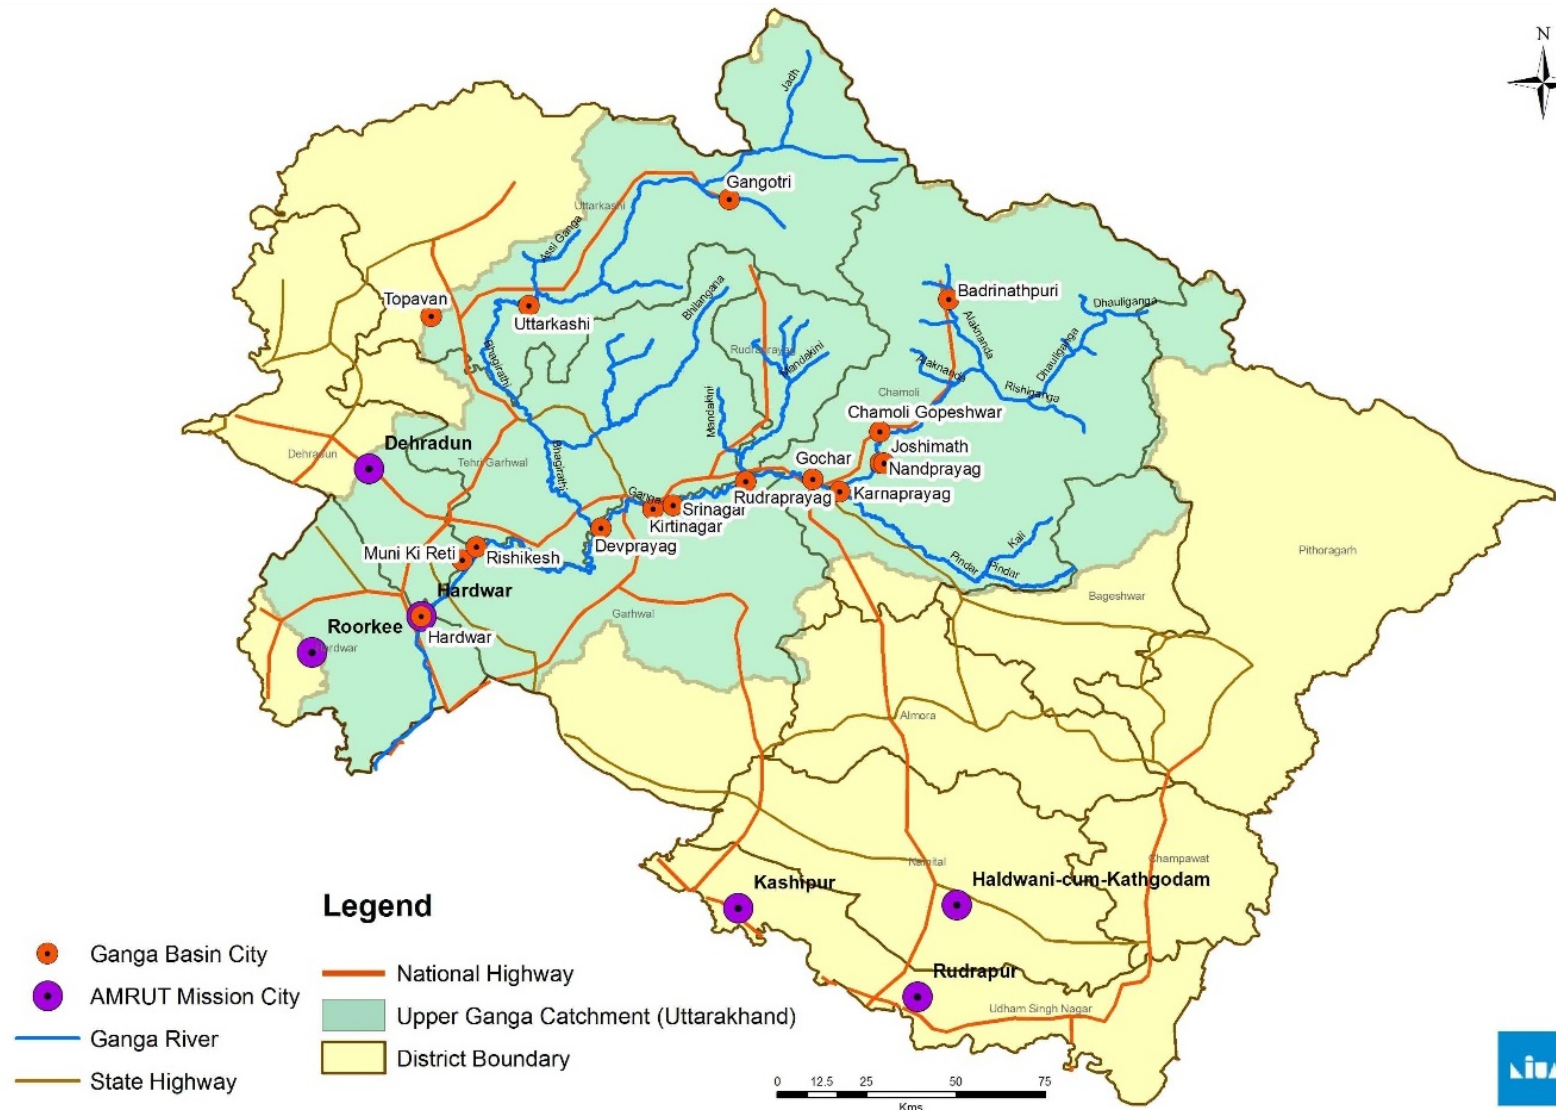 N
Jadh
Gangotri
Uttarkashi
Assi Ganga
Topavan
Uttarkashi
Bhilangana
Badrinathpuri
Dhauliganga
Alaknanda
Dhauliganga
Bhagirathi
Rudraprayag
Mandakini
Alaknanda
Rishiganga
Mandakini
Chamoli
Chamoli Gopeshwar
Dehradun
Dehradun
Joshimath
Nandprayag
Tehri Garhwal
Bhagirathi
Gochar
Karnaprayag
Rudraprayag
Ganga
Srinagar
Kirtinagar
Devprayag
Muni Ki Reti
Rishikesh
Kali
Pindar
Pindar
Pithoragarh
Bageshwar
Hardwar
Hardwar
Garhwal
Roorkee
Almora
Nainital
Champawat
Kashipur
Haldwani-cum-Kathgodam
Rudrapur
Udham Singh Nagar
Legend
Ganga Basin City
AMRUT Mission City
Ganga River
State Highway
National Highway
Upper Ganga Catchment (Uttarakhand)
District Boundary
0 12.5 25 50 75
Kms